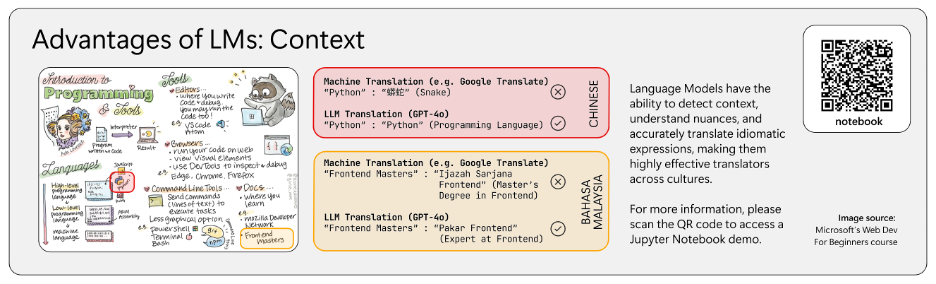 Advantages of LMs: Context
Introduction to
Programming
& Tools
Program written w/ Code
Interpreter
Result
Languages
High-level
programming
language
Low-level
programming
language
machine language
Tools
Editors...
• where you write
code & debug,
you may run the
code too!
e.g. VS Code
Atom
Browsers...
• run your code on web
• view visual elements
• use DevTools to inspect & debug
Edge, Chrome, Firefox
Command Line Tools...
Send commands
(lines of text) to
execute tasks
Less graphical option
powershell
Terminal
Bash
npm
Docs...
• where you
learn
mozilla Developer
Network
• Frontend
Masters
Machine Translation (e.g. Google Translate)
"Python" : "蟒蛇" (Snake)
LLM Translation (GPT-4o)
"Python" : "Python" (Programming Language)
CHINESE
Machine Translation (e.g. Google Translate)
"Frontend Masters" : "Ijazah Sarjana
Frontend" (Master's
Degree in Frontend)
LLM Translation (GPT-4o)
"Frontend Masters" : "Pakar Frontend"
(Expert at Frontend)
BAHASA
MALAYSIA
Language Models have the
ability to detect context,
understand nuances, and
accurately translate idiomatic
expressions, making them
highly effective translators
across cultures.
For more information, please
scan the QR code to access a
Jupyter Notebook demo.
notebook
Image source:
Microsoft's Web Dev
For Beginners course